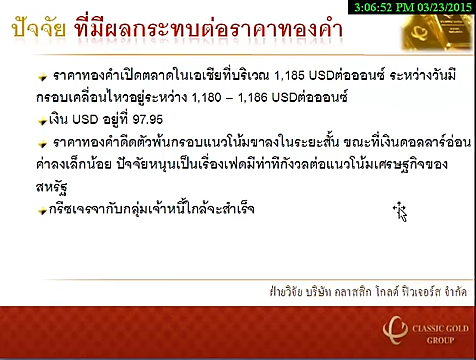 3:06:52 PM 03/23/2015
ปัจจัย ที่มีผลกระทบต่อราคาทองคำ
ราคาทองคำเปิดตลาดในเอเชียที่บริเวณ 1,185 USDต่อออนซ์ ระหว่างวันมี
กรอบเคลื่อนไหวอยู่ระหว่าง 1,180 – 1,186 USDต่อออนซ์
เงิน USD อยู่ที่ 97.95
ราคาทองคำดีดตัวพ้นกรอบแนวโน้มขาลงในระยะสั้น ขณะที่เงินดอลลาร์อ่อน
ค่าลงเล็กน้อย ปัจจัยหนุนเป็นเรื่องเฟดมีท่าทีกังวลต่อแนวโน้มเศรษฐกิจของ
สหรัฐ
กรีซเจรจากับกลุ่มเจ้าหนี้ใกล้จะสำเร็จ
ฝ่ายวิจัย บริษัท คลาสสิก โกลด์ ฟิวเจอร์ส จำกัด
CLASSIC GOLD
GROUP